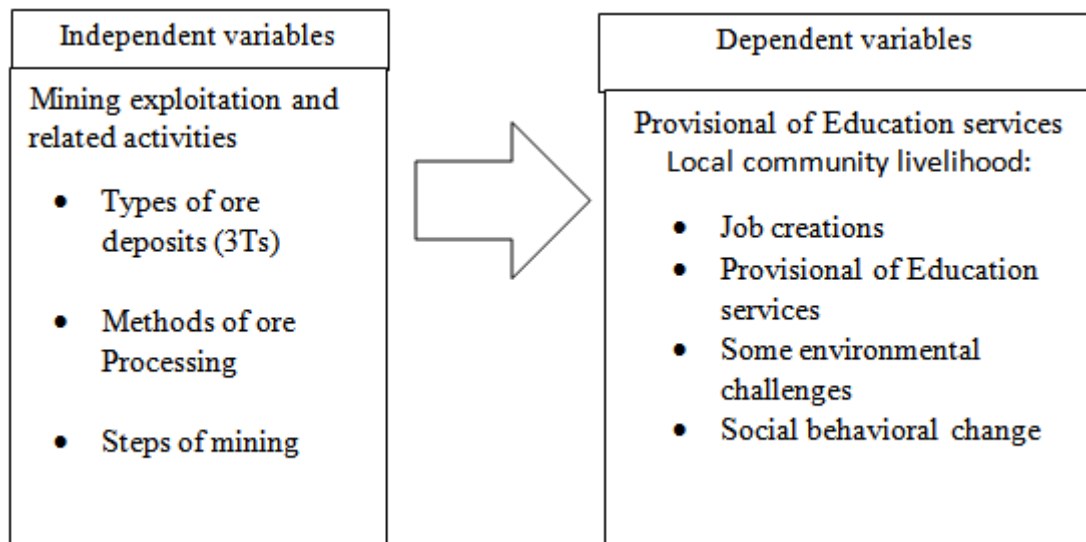 Independent variables
Mining exploitation and
related activities
• Types of ore
deposits (3Ts)
• Methods of ore
Processing
• Steps of mining
Dependent variables
Provisional of Education services
Local community livelihood:
• Job creations
• Provisional of Education
services
• Some environmental
challenges
• Social behavioral change